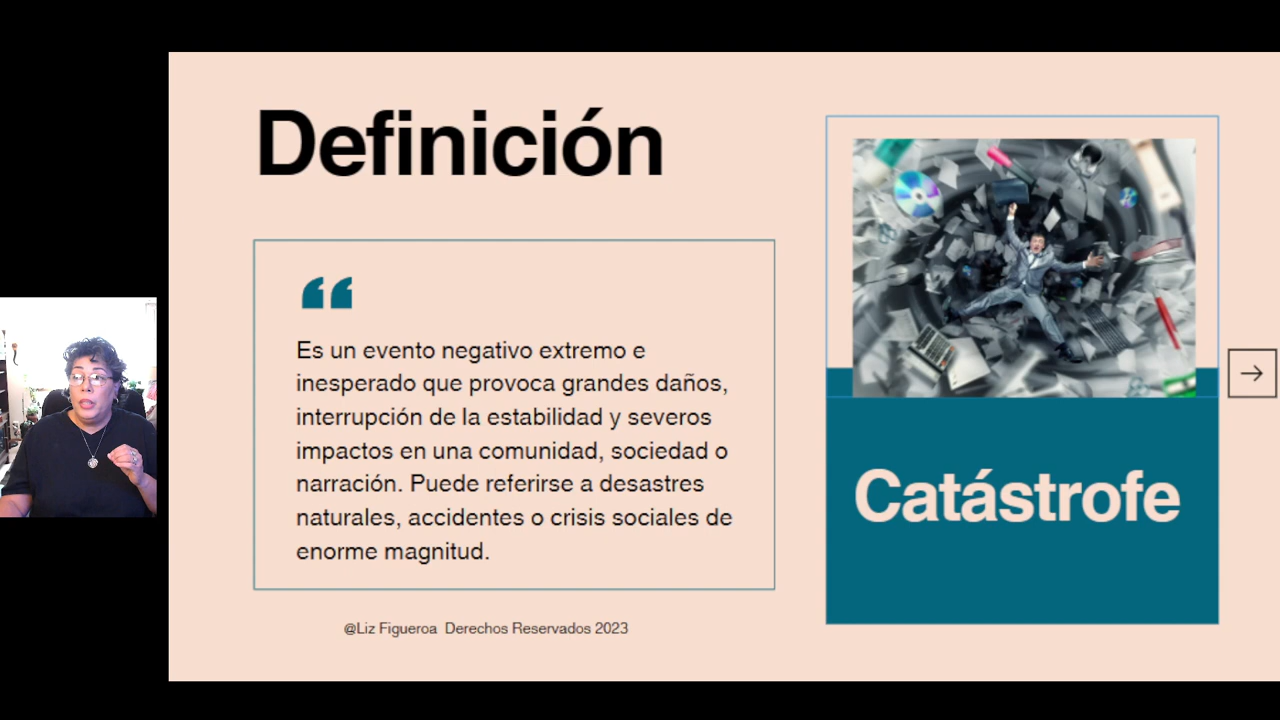 Definición
Es un evento negativo extremo e
inesperado que provoca grandes daños,
interrupción de la estabilidad y severos
impactos en una comunidad, sociedad o
narración. Puede referirse a desastres
naturales, accidentes o crisis sociales de
enorme magnitud.
@Liz Figueroa Derechos Reservados 2023
Catástrofe